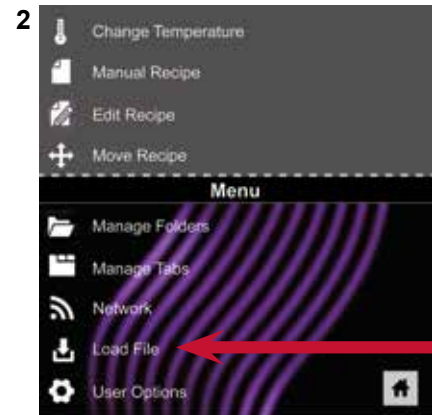 2
Change Temperature
Manual Recipe
Edit Recipe
Move Recipe
Menu
Manage Folders
Manage Tabs
Network
Load File
User Options